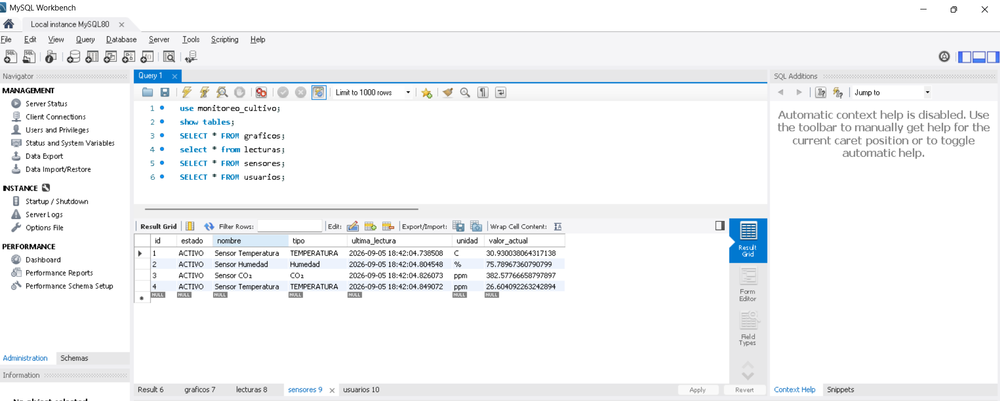 MySQL Workbench
Local instance MySQL80
File Edit View Query Database Server Tools Scripting Help
Navigator
MANAGEMENT
Server Status
Client Connections
Users and Privileges
Status and System Variables
Data Export
Data Import/Restore
INSTANCE
Startup / Shutdown
Server Logs
Options File
PERFORMANCE
Dashboard
Performance Reports
Performance Schema Setup
Administration Schemas
Information
No object selected
Query 1
Limit to 1000 rows
1 use monitoreo_cultivo;
2 show tables;
3 SELECT * FROM graficos;
4 select * from lecturas;
5 SELECT * FROM sensores;
6 SELECT * FROM usuarios;
Result Grid Filter Rows: Edit: Export/Import: Wrap Cell Content:
id estado nombre tipo ultima_lectura unidad valor_actual
1 ACTIVO Sensor Temperatura TEMPERATURA 2026-09-05 18:42:04.738508 C 30.930038064317138
2 ACTIVO Sensor Humedad Humedad 2026-09-05 18:42:04.804548 % 75.78967360790799
3 ACTIVO Sensor CO₂ CO₂ 2026-09-05 18:42:04.826073 ppm 382.57766658797897
4 ACTIVO Sensor Temperatura TEMPERATURA 2026-09-05 18:42:04.849072 ppm 26.604092263242894
NULL NULL NULL NULL NULL NULL NULL
Result Grid
Form Editor
Field Types
Result 6 graficos 7 lecturas 8 sensores 9 usuarios 10
Apply Revert
SQL Additions
Jump to
Automatic context help is disabled. Use
the toolbar to manually get help for the
current caret position or to toggle
automatic help.
Context Help Snippets